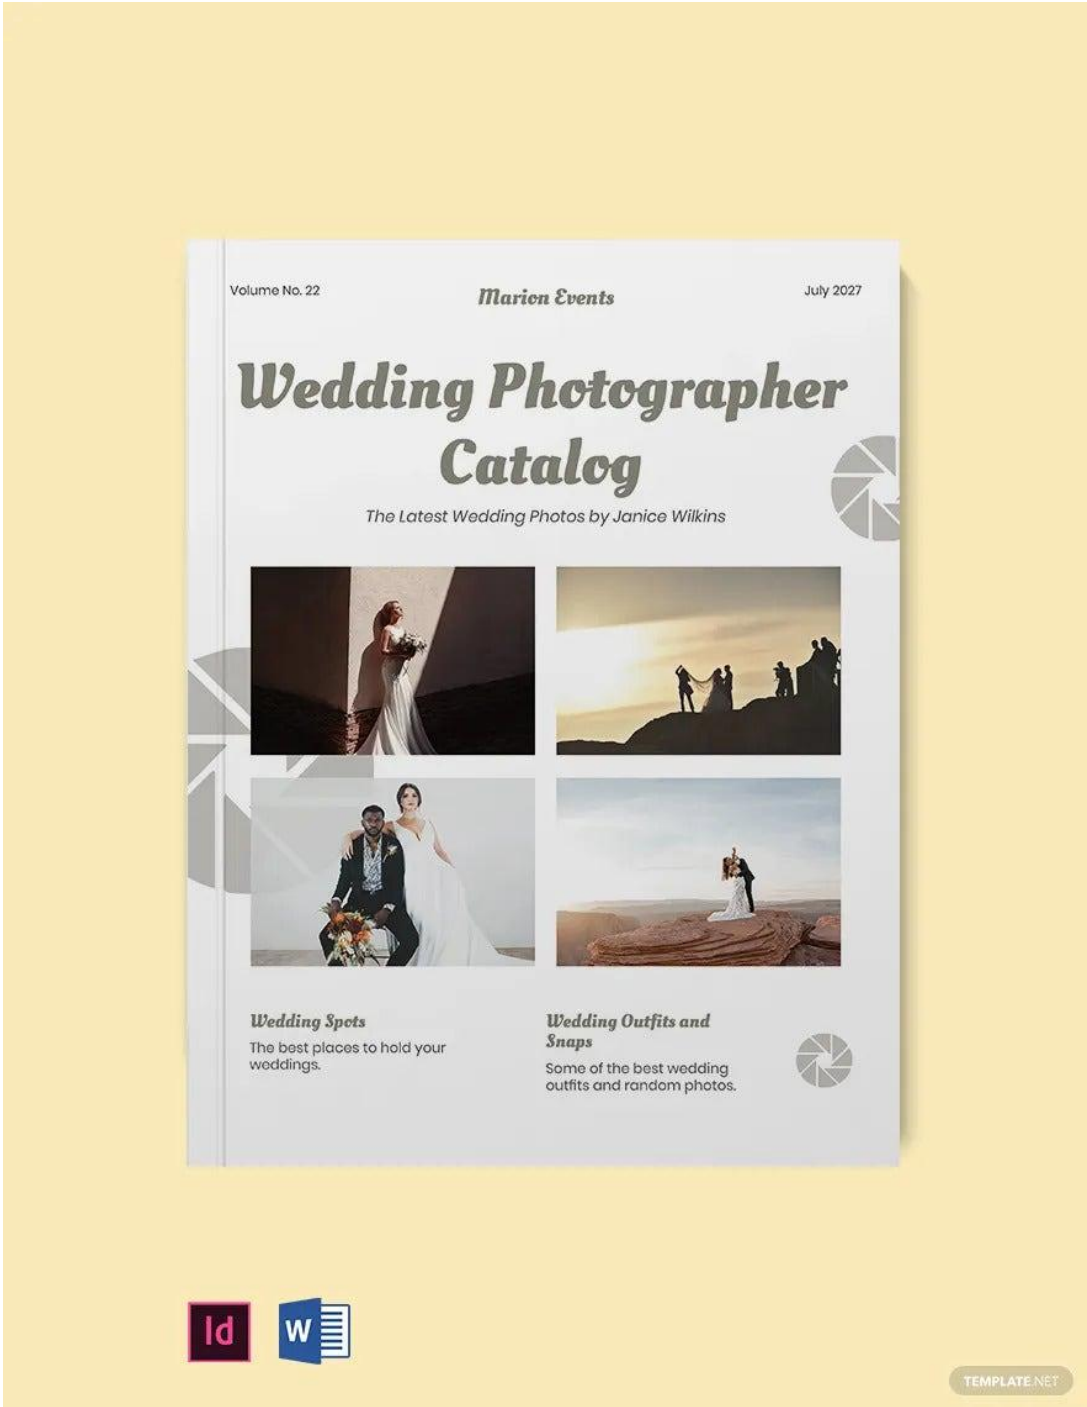 Volume No. 22
Marion Events
July 2027
Wedding Photographer
Catalog
The Latest Wedding Photos by Janice Wilkins
Wedding Spots
The best places to hold your
weddings.
Wedding Outfits and
Snaps
Some of the best wedding
outfits and random photos.
Id
W
TEMPLATE.NET